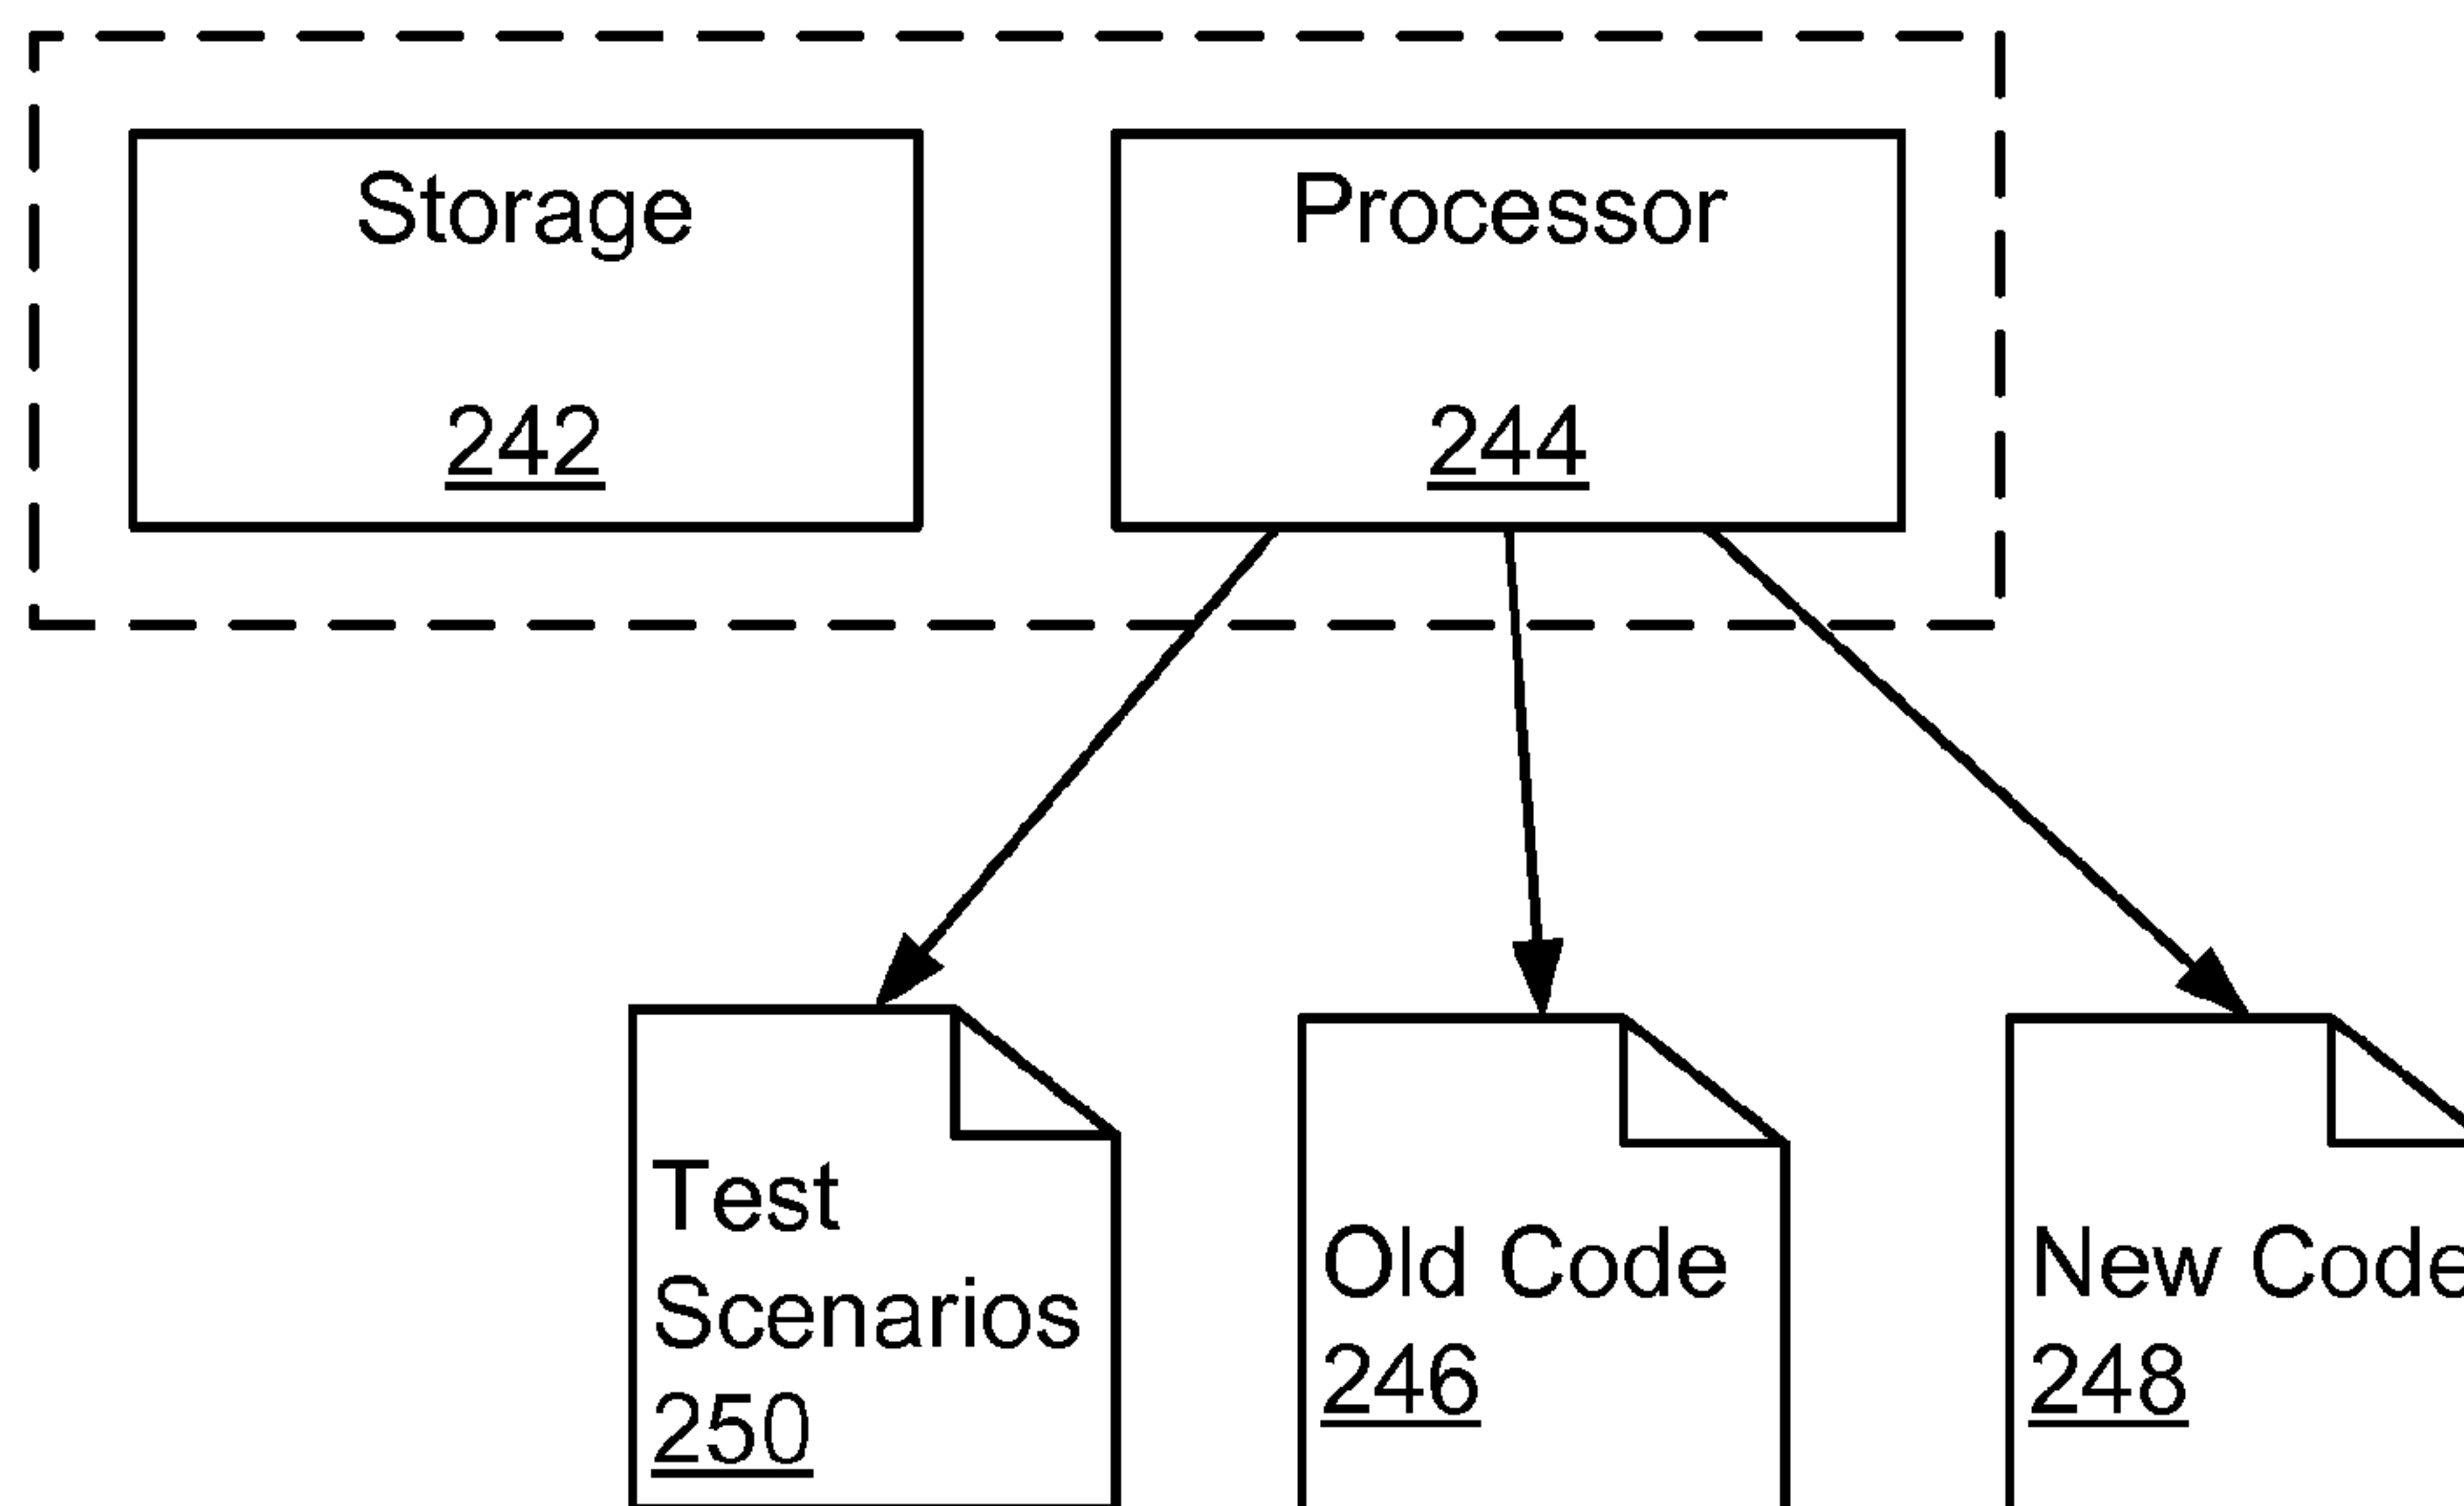 Storage
242
Processor
244
Test
Scenarios
250
Old Code
246
New Code
248